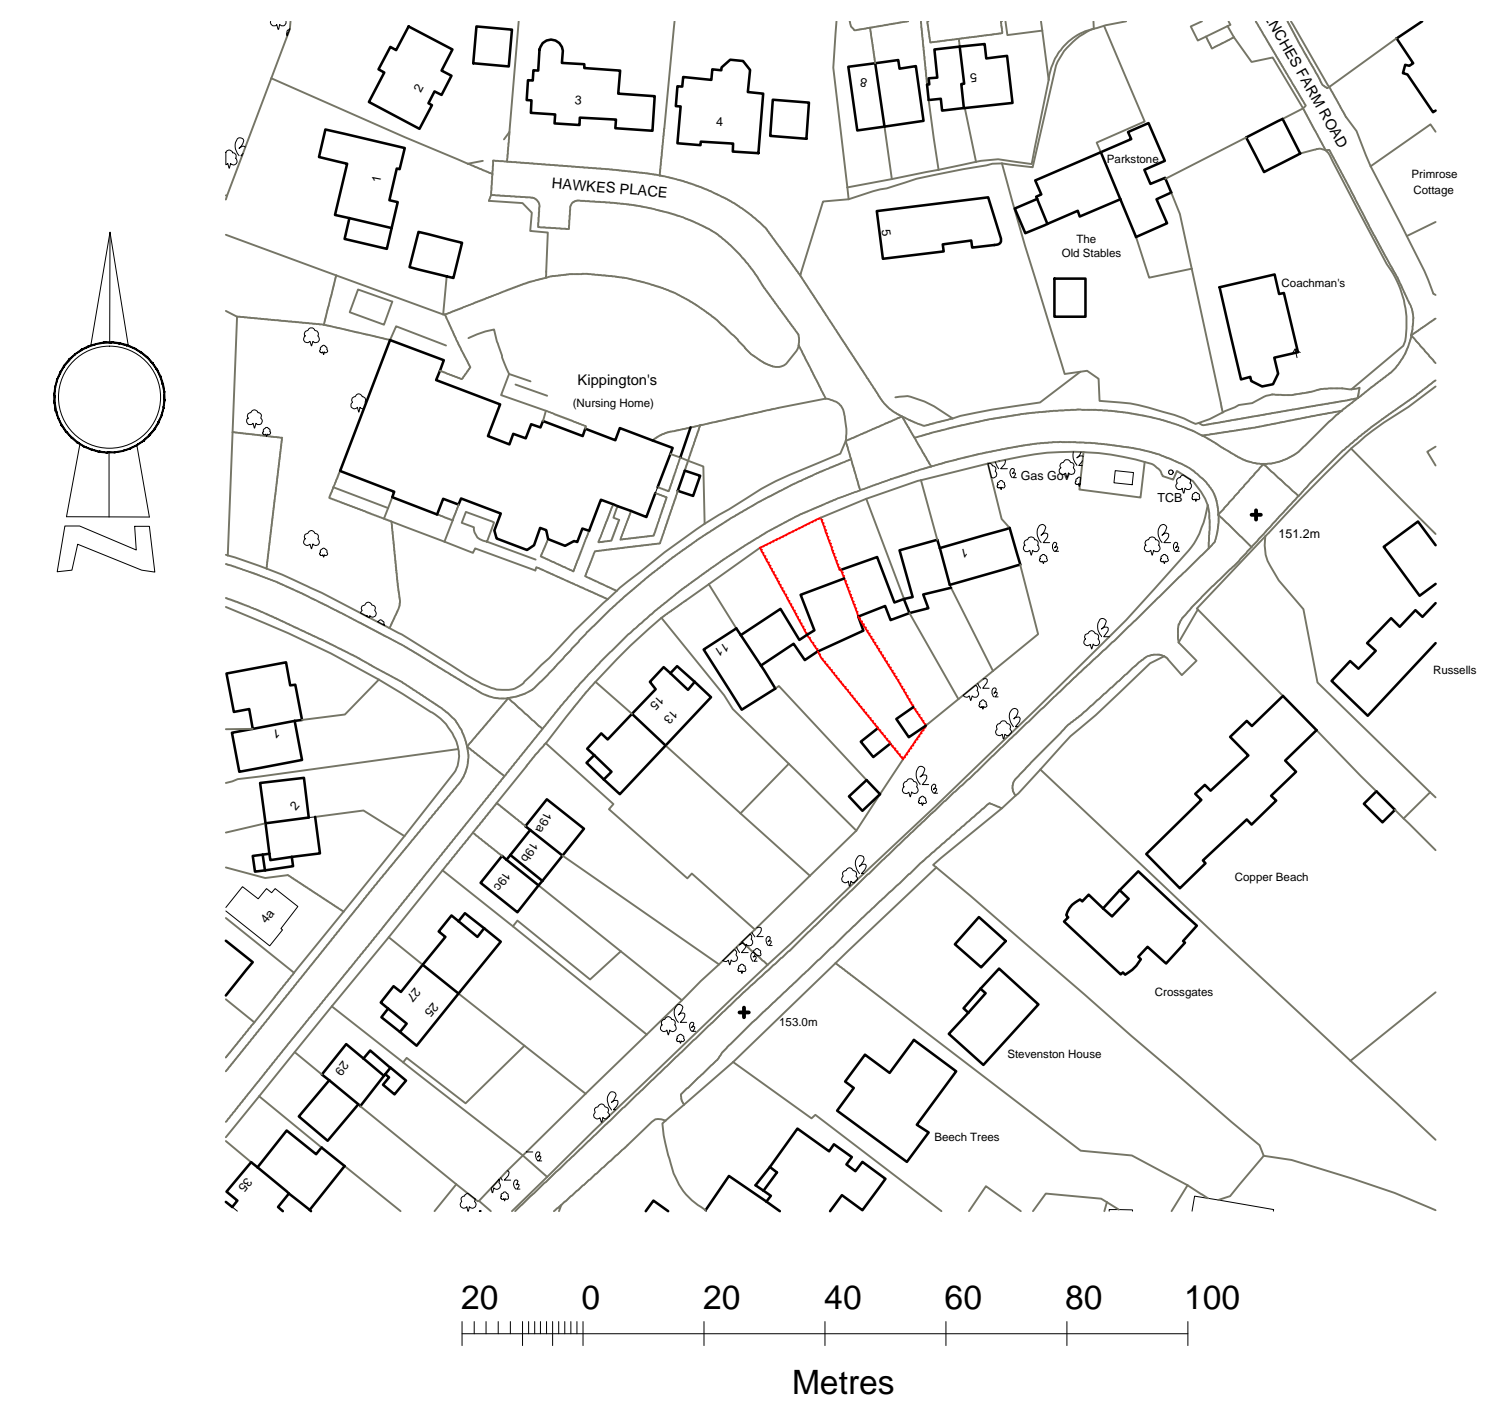 2
3
4
8
5
NCHES FARM ROAD
1
HAWKES PLACE
Parkstone
Primrose
Cottage
5
The
Old Stables
Coachman's
Kippington's
(Nursing Home)
Gas Gov
TCB
151.2m
1
11
15
13
Russells
1
2
19a
19b
19c
4a
Copper Beach
27
25
Crossgates
153.0m
Stevenston House
29
Beech Trees
35
N
20 0 20 40 60 80 100
Metres